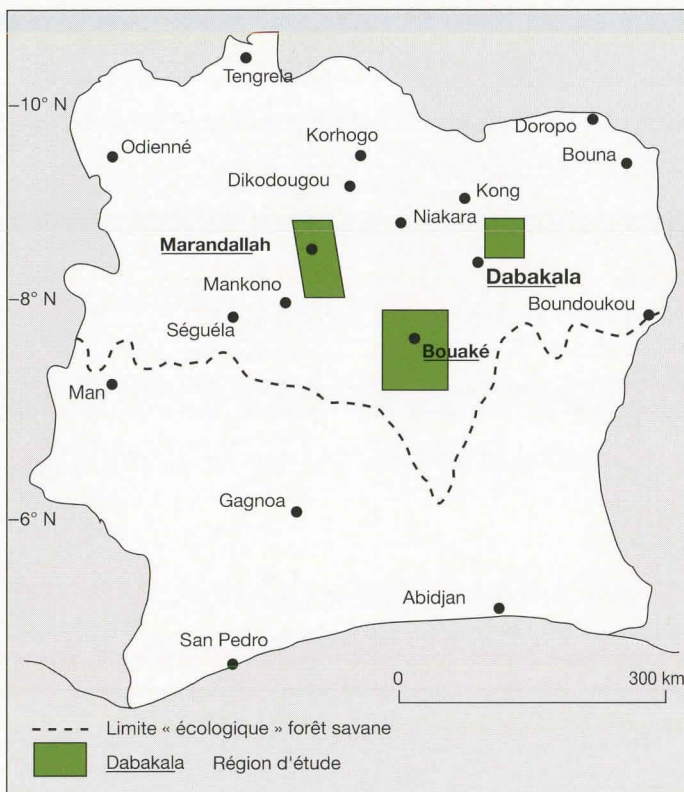 Tengrela
–10° N
Doropo
Korhogo
Odienné
Bouna
Dikodougou
Kong
Niakara
Marandallah
Dabakala
Mankono
–8° N
Boundoukou
Séguéla
Bouaké
Man
Gagnoa
–6° N
Abidjan
San Pedro
0 300 km
Limite « écologique » forêt savane
Dabakala Région d'étude